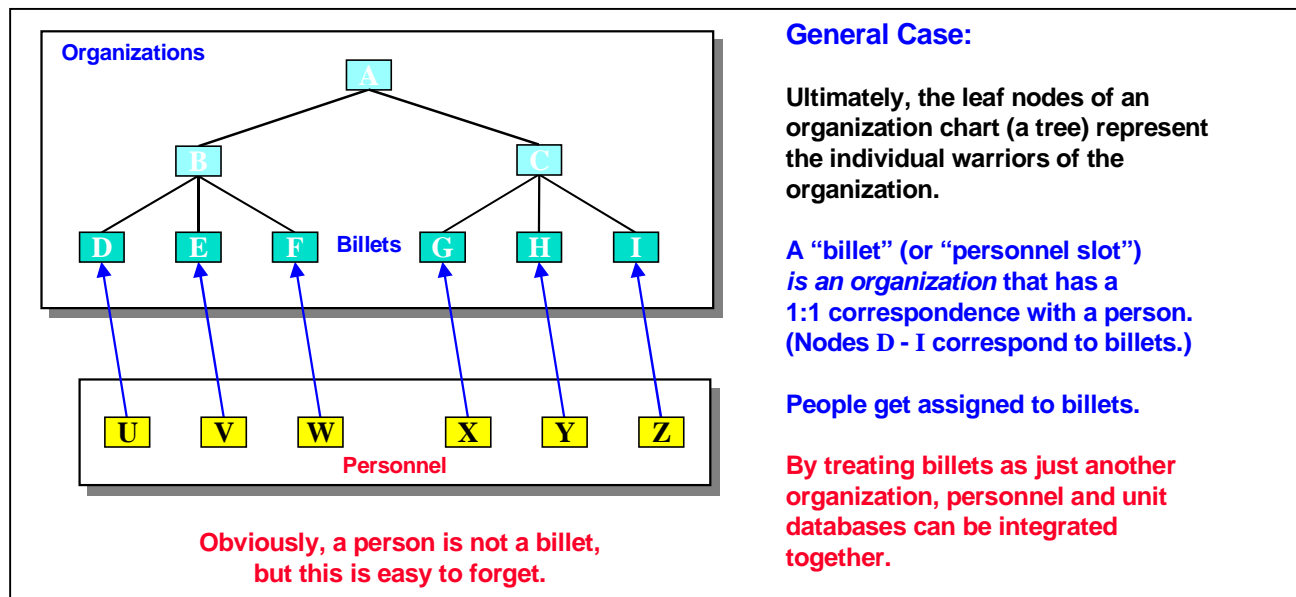 Organizations
A
B
C
D
E
F
Billets
G
H
I
U
V
W
X
Y
Z
Personnel
Obviously, a person is not a billet,
but this is easy to forget.
General Case:
Ultimately, the leaf nodes of an
organization chart (a tree) represent
the individual warriors of the
organization.
A “billet” (or “personnel slot”)
is an organization that has a
1:1 correspondence with a person.
(Nodes D - I correspond to billets.)
People get assigned to billets.
By treating billets as just another
organization, personnel and unit
databases can be integrated
together.